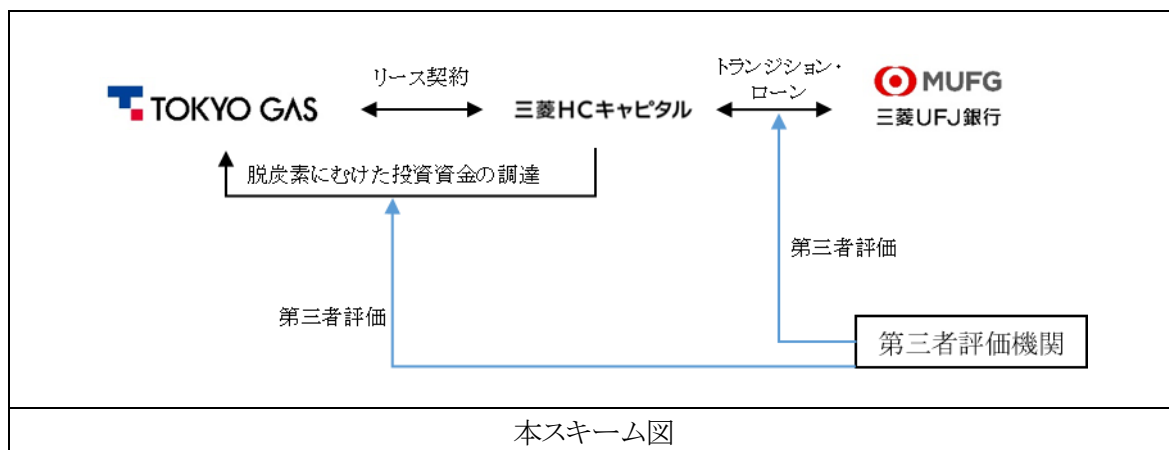 リース契約
トランジション・
ローン
TOKYO GAS
三菱HCキャピタル
MUFG
三菱UFJ銀行
脱炭素にむけた投資資金の調達
第三者評価
第三者評価
第三者評価機関
本スキーム図